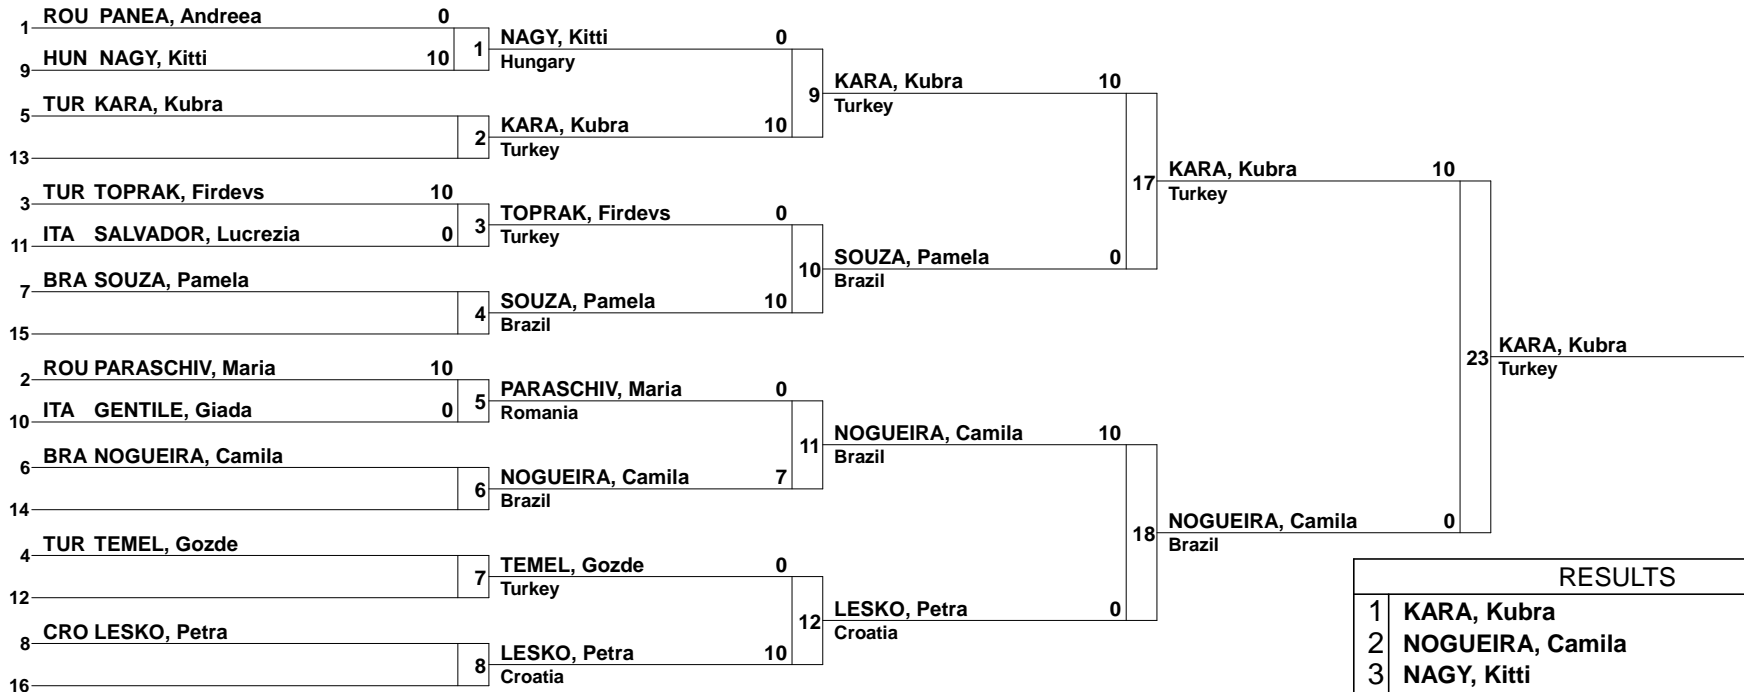 1 ROU PANEA, Andreea 0
9 HUN NAGY, Kitti 10
1
NAGY, Kitti 0
Hungary
5 TUR KARA, Kubra
13
2
KARA, Kubra 10
Turkey
9
KARA, Kubra 10
Turkey
3 TUR TOPRAK, Firdevs 10
11 ITA SALVADOR, Lucrezia 0
3
TOPRAK, Firdevs 0
Turkey
7 BRA SOUZA, Pamela
15
4
SOUZA, Pamela 10
Brazil
10
SOUZA, Pamela 0
Brazil
17
KARA, Kubra 10
Turkey
2 ROU PARASCHIV, Maria 10
10 ITA GENTILE, Giada 0
5
PARASCHIV, Maria 0
Romania
6 BRA NOGUEIRA, Camila
14
6
NOGUEIRA, Camila 7
Brazil
11
NOGUEIRA, Camila 10
Brazil
4 TUR TEMEL, Gozde
12
7
TEMEL, Gozde 0
Turkey
8 CRO LESKO, Petra
16
8
LESKO, Petra 10
Croatia
12
LESKO, Petra 0
Croatia
18
NOGUEIRA, Camila 0
Brazil
23
KARA, Kubra
Turkey
RESULTS
1 KARA, Kubra
2 NOGUEIRA, Camila
3 NAGY, Kitti